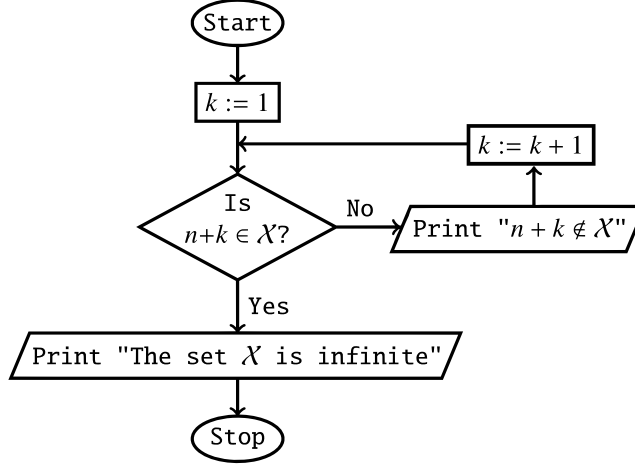 Start
k := 1
k := k + 1
Is
n+k ∈ 𝒳?
No
Print "n + k ∉ 𝒳"
Yes
Print "The set 𝒳 is infinite"
Stop